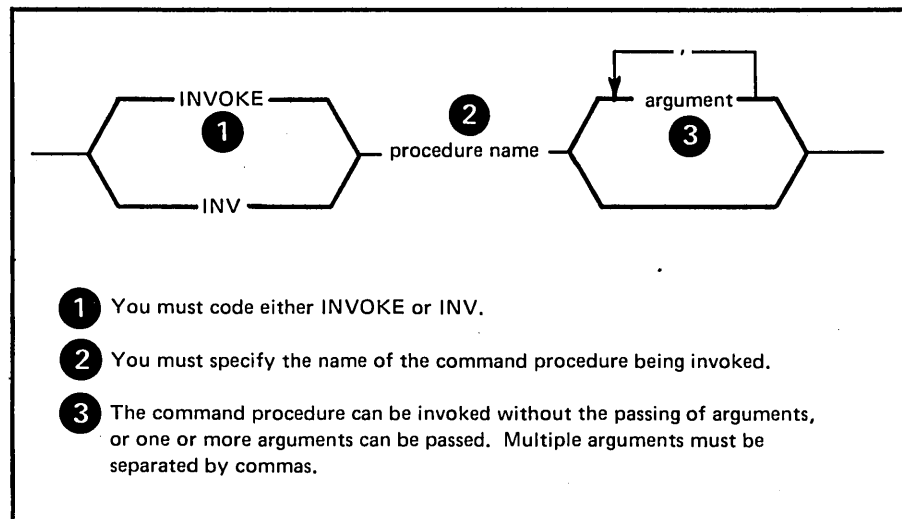 ,
INVOKE
1
2
argument
3
procedure name
INV
1 You must code either INVOKE or INV.
2 You must specify the name of the command procedure being invoked.
3 The command procedure can be invoked without the passing of arguments,
or one or more arguments can be passed. Multiple arguments must be
separated by commas.